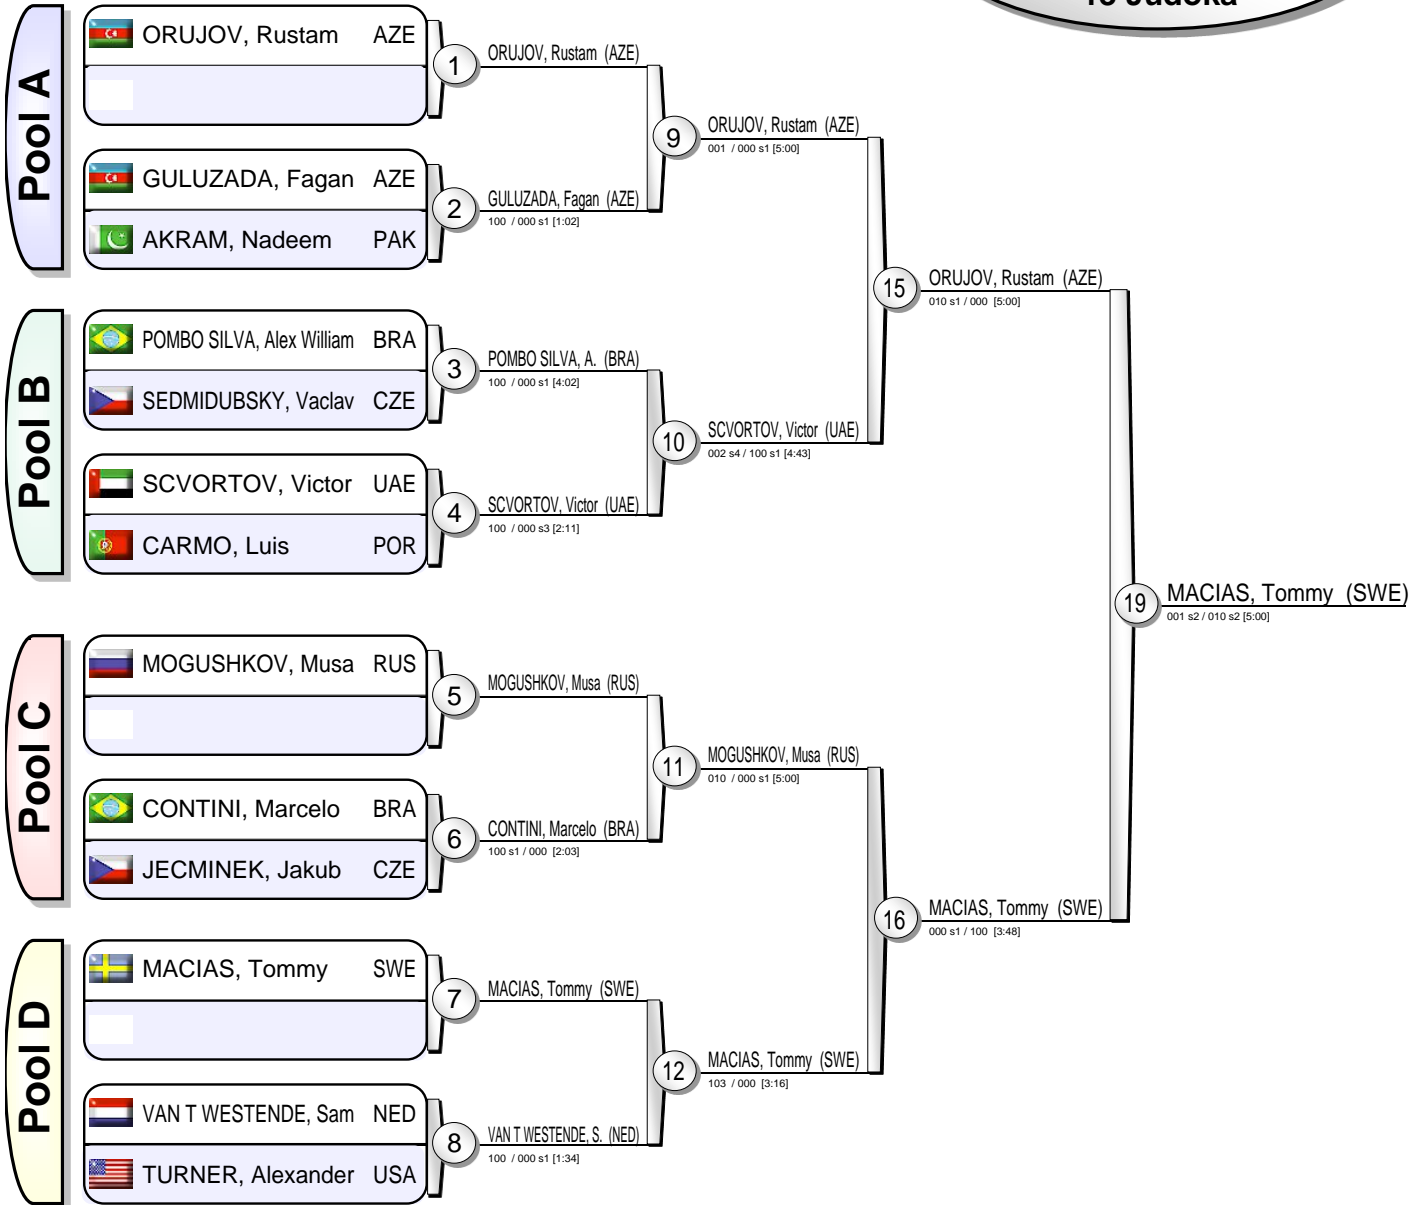 13 Judoka
Pool A
ORUJOV, Rustam AZE
GULUZADA, Fagan AZE
AKRAM, Nadeem PAK
Pool B
POMBO SILVA, Alex William BRA
SEDMIDUBSKY, Vaclav CZE
SCVORTOV, Victor UAE
CARMO, Luis POR
Pool C
MOGUSHKOV, Musa RUS
CONTINI, Marcelo BRA
JECMINEK, Jakub CZE
Pool D
MACIAS, Tommy SWE
VAN T WESTENDE, Sam NED
TURNER, Alexander USA
1 ORUJOV, Rustam (AZE)
2 GULUZADA, Fagan (AZE)
100 / 000 s1 [1:02]
3 POMBO SILVA, A. (BRA)
100 / 000 s1 [4:02]
4 SCVORTOV, Victor (UAE)
100 / 000 s3 [2:11]
5 MOGUSHKOV, Musa (RUS)
6 CONTINI, Marcelo (BRA)
100 s1 / 000 [2:03]
7 MACIAS, Tommy (SWE)
8 VAN T WESTENDE, S. (NED)
100 / 000 s1 [1:34]
9 ORUJOV, Rustam (AZE)
001 / 000 s1 [5:00]
10 SCVORTOV, Victor (UAE)
002 s4 / 100 s1 [4:43]
11 MOGUSHKOV, Musa (RUS)
010 / 000 s1 [5:00]
12 MACIAS, Tommy (SWE)
103 / 000 [3:16]
15 ORUJOV, Rustam (AZE)
010 s1 / 000 [5:00]
16 MACIAS, Tommy (SWE)
000 s1 / 100 [3:48]
19 MACIAS, Tommy (SWE)
001 s2 / 010 s2 [5:00]